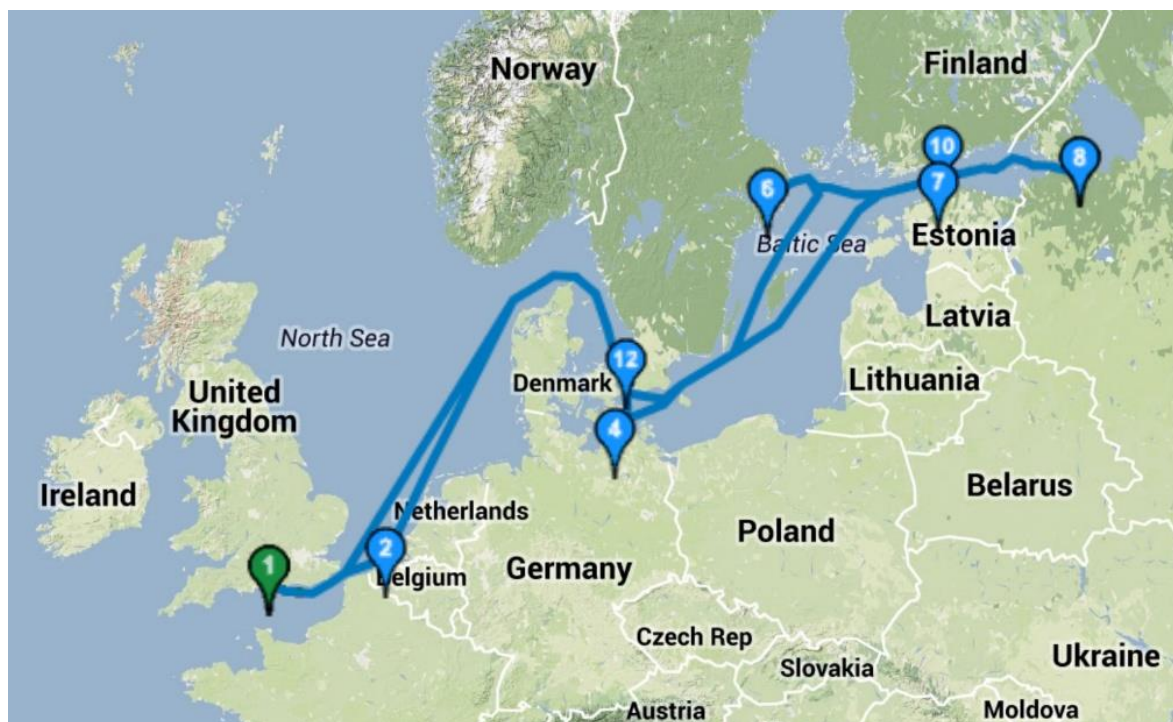 Norway
Finland
10
8
6
7
Baltic Sea
Estonia
North Sea
Latvia
12
Denmark
Lithuania
United
Kingdom
4
Ireland
Belarus
Netherlands
Poland
2
1
Belgium
Germany
Czech Rep
Ukraine
Slovakia
Moldova
Austria